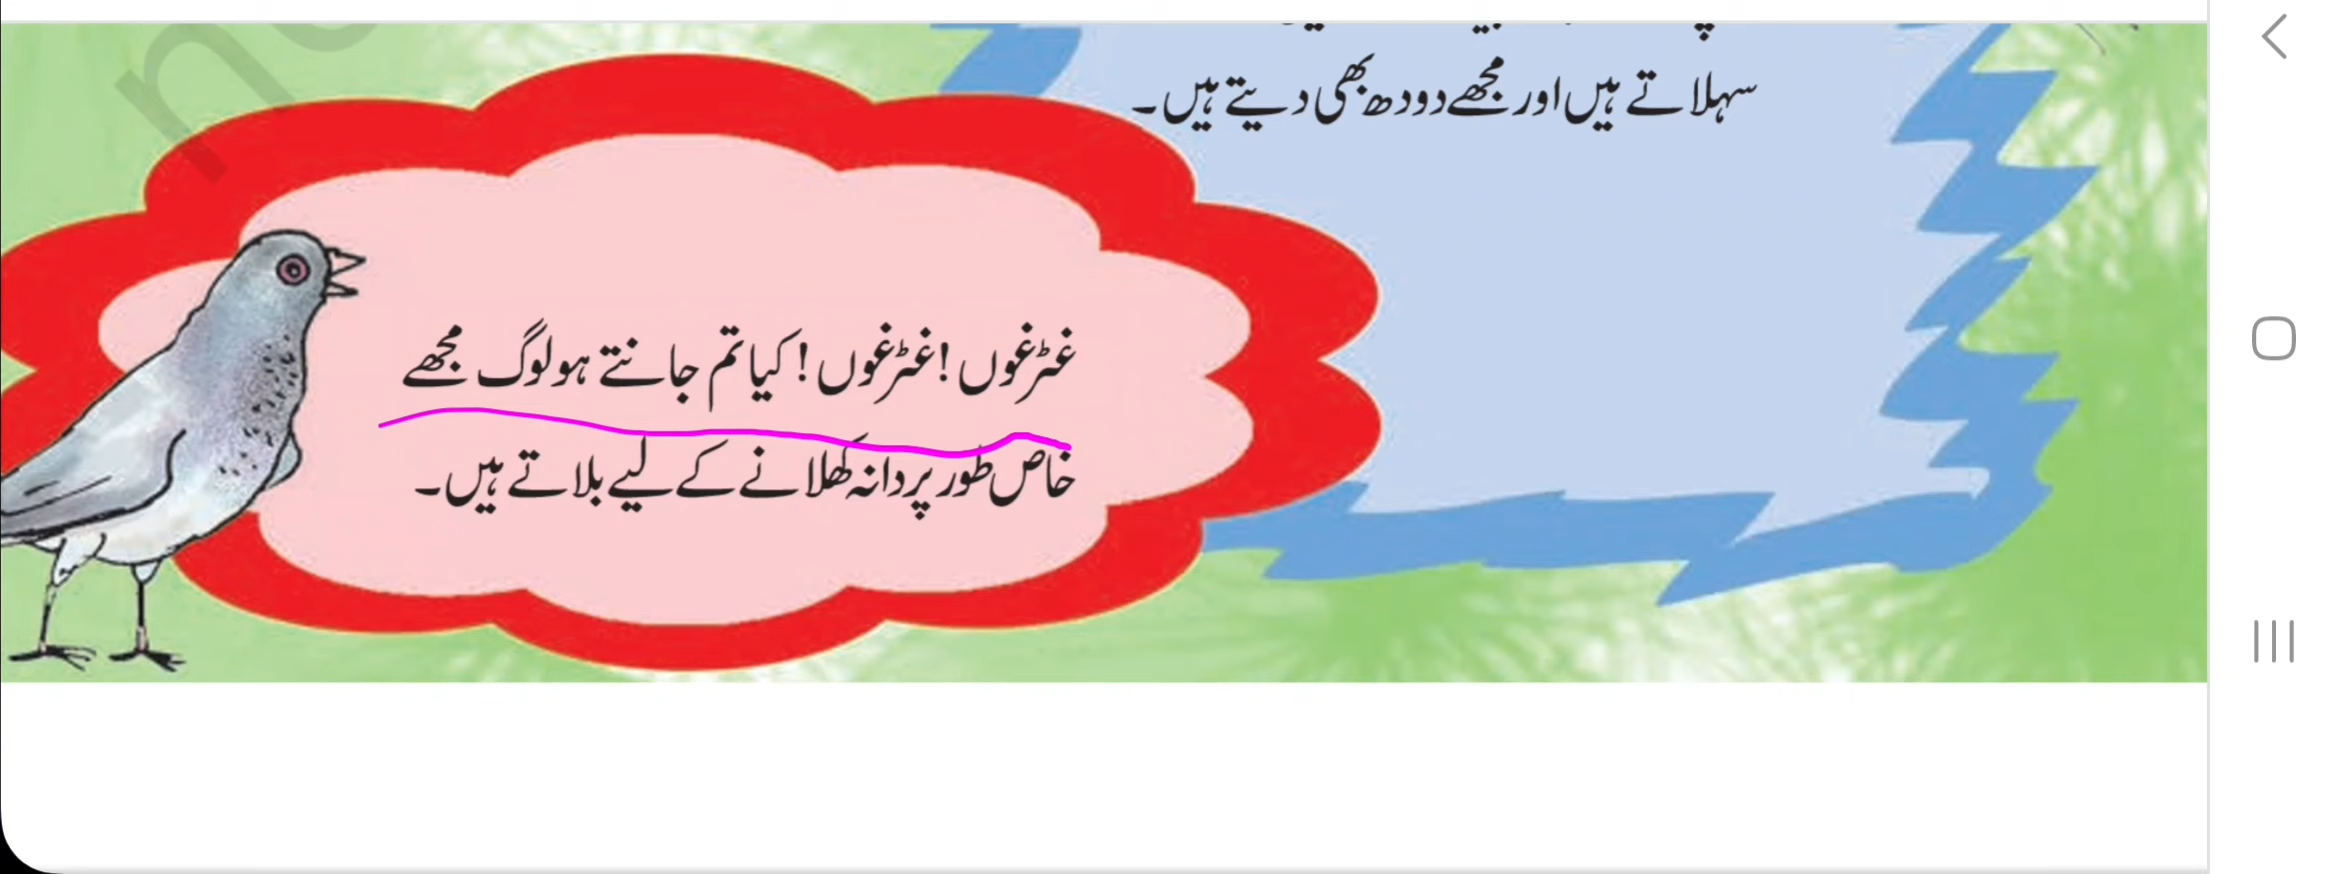 سہلاتے ہیں اور مجھے دودھ بھی دیتے ہیں۔
غٹرغوں! غٹرغوں! کیا تم جانتے ہو لوگ مجھے
خاص طور پر دانہ کھلانے کے لیے بلاتے ہیں۔